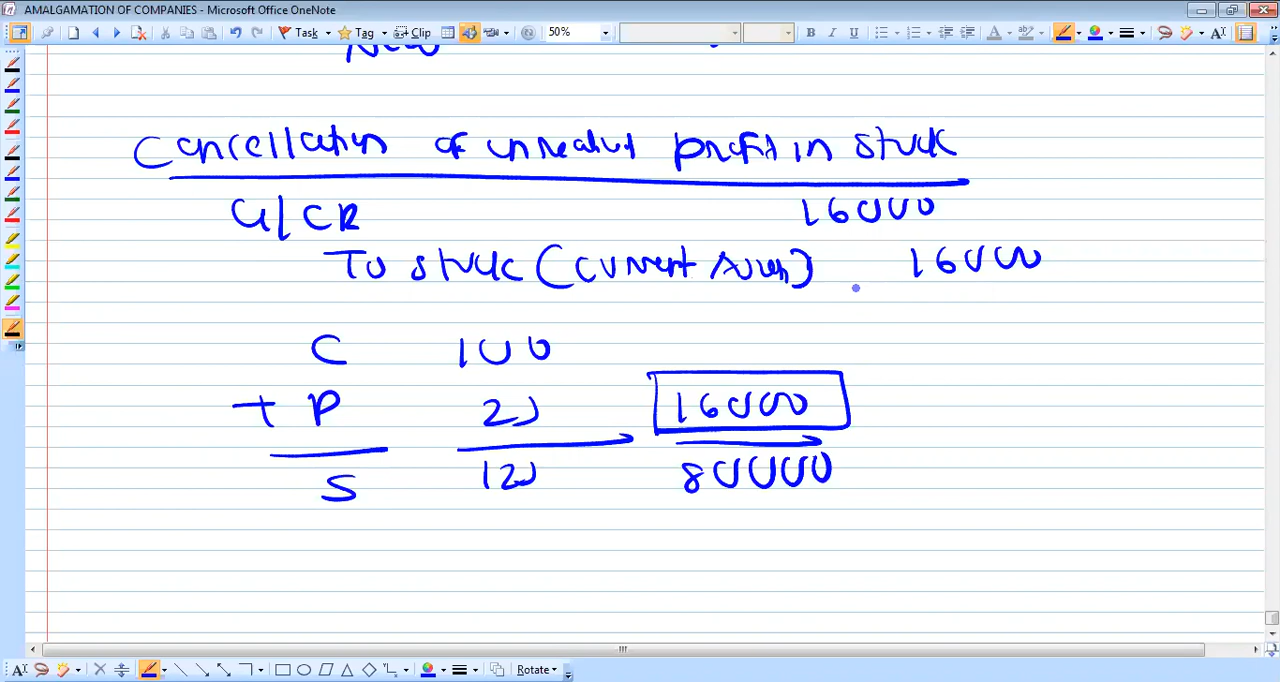 AMALGAMATION OF COMPANIES - Microsoft Office OneNote
Task Tag Clip 50% B I U
New
Cancellation of unrealised profit in stock
G/CR 16000
To stock (current Assets) 16000
C 100
+ P 20 16000
S 120 80000
Rotate